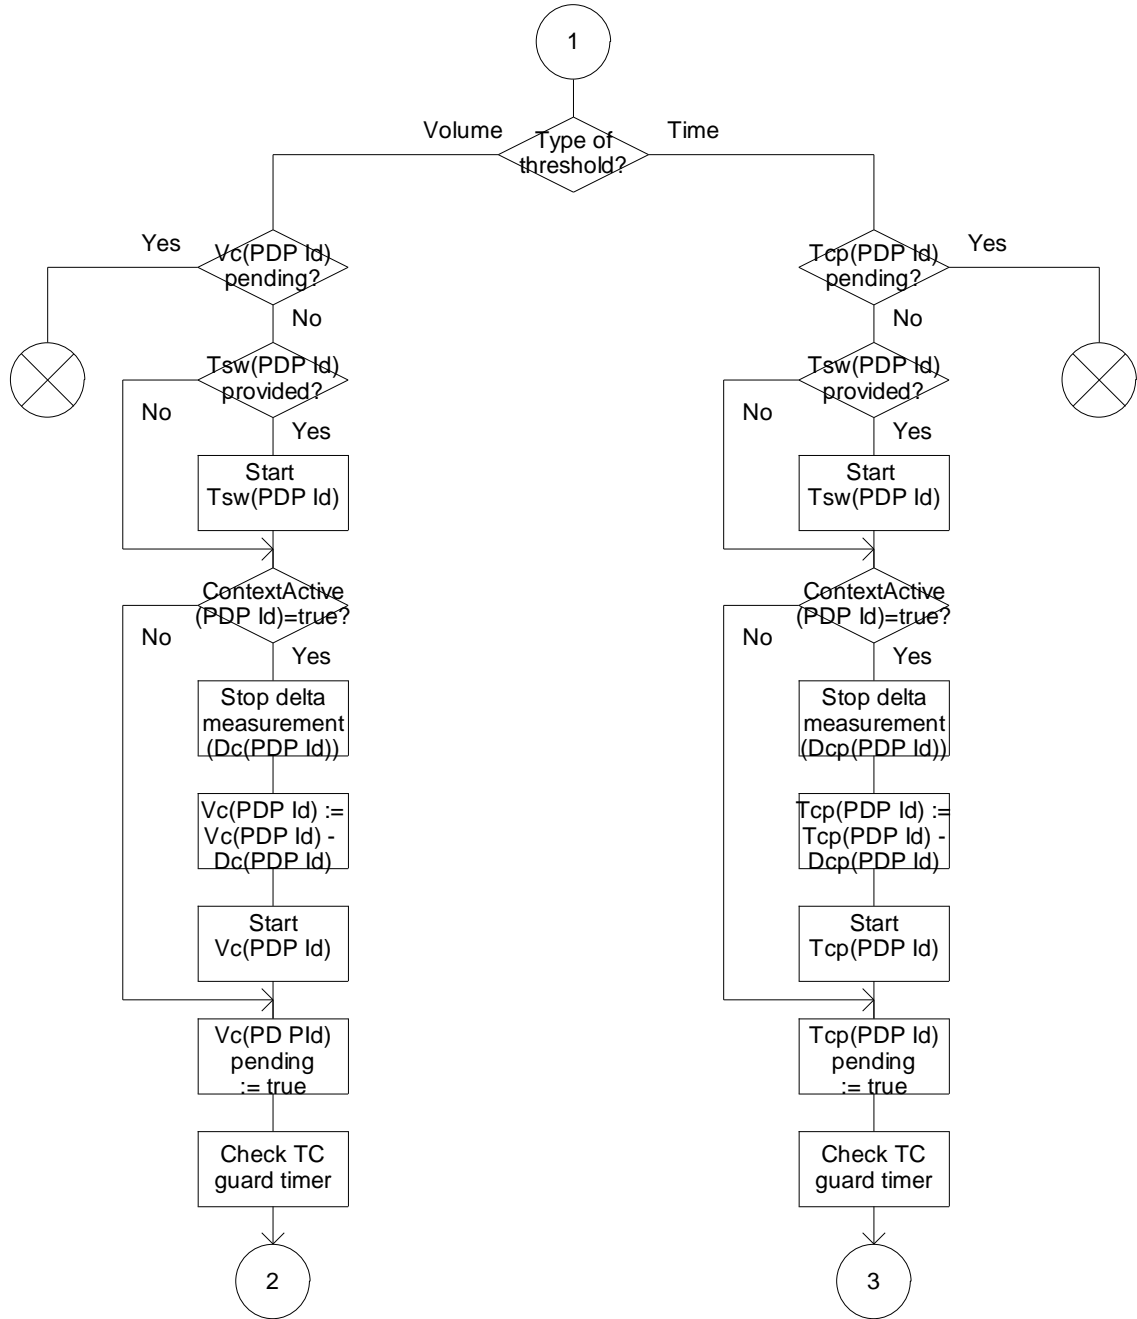 1
Volume
Type of
threshold?
Time
Yes
Vc(PDP Id)
pending?
No
Tsw(PDP Id)
provided?
No
Yes
Start
Tsw(PDP Id)
ContextActive
(PDP Id)=true?
No
Yes
Stop delta
measurement
(Dc(PDP Id))
Vc(PDP Id) :=
Vc(PDP Id) -
Dc(PDP Id)
Start
Vc(PDP Id)
Vc(PD PId)
pending
:= true
Check TC
guard timer
2
Tcp(PDP Id)
pending?
Yes
No
Tsw(PDP Id)
provided?
No
Yes
Start
Tsw(PDP Id)
ContextActive
(PDP Id)=true?
No
Yes
Stop delta
measurement
(Dcp(PDP Id))
Tcp(PDP Id) :=
Tcp(PDP Id) -
Dcp(PDP Id)
Start
Tcp(PDP Id)
Tcp(PDP Id)
pending
:= true
Check TC
guard timer
3